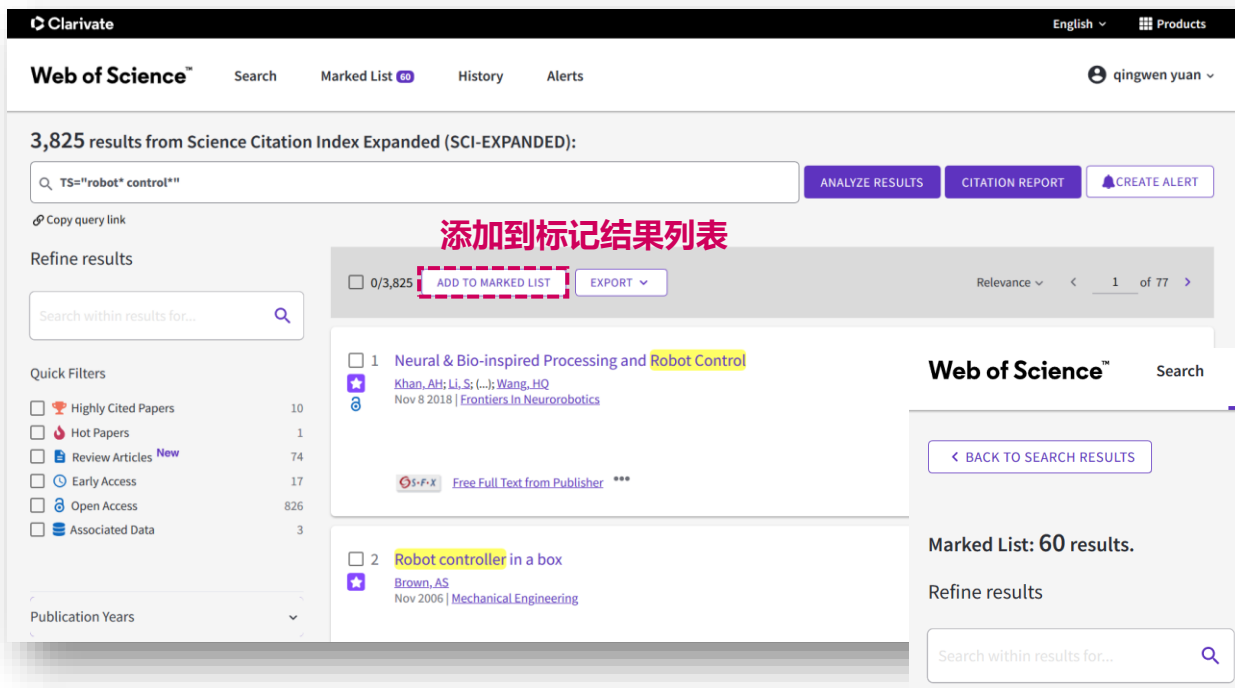 Clarivate
English
Products
Web of Science™
Search
Marked List 60
History
Alerts
qingwen yuan
3,825 results from Science Citation Index Expanded (SCI-EXPANDED):
TS="robot* control*"
ANALYZE RESULTS
CITATION REPORT
CREATE ALERT
Copy query link
添加到标记结果列表
Refine results
0/3,825
ADD TO MARKED LIST
EXPORT
Relevance
1 of 77
Search within results for...
Quick Filters
Highly Cited Papers 10
Hot Papers 1
Review Articles New 74
Early Access 17
Open Access 826
Associated Data 3
Publication Years
1 Neural & Bio-inspired Processing and Robot Control
Khan, AH; Li, S; (...); Wang, HQ
Nov 8 2018 | Frontiers In Neurorobotics
S·F·X Free Full Text from Publisher
2 Robot controller in a box
Brown, AS
Nov 2006 | Mechanical Engineering
Web of Science™
Search
BACK TO SEARCH RESULTS
Marked List: 60 results.
Refine results
Search within results for...